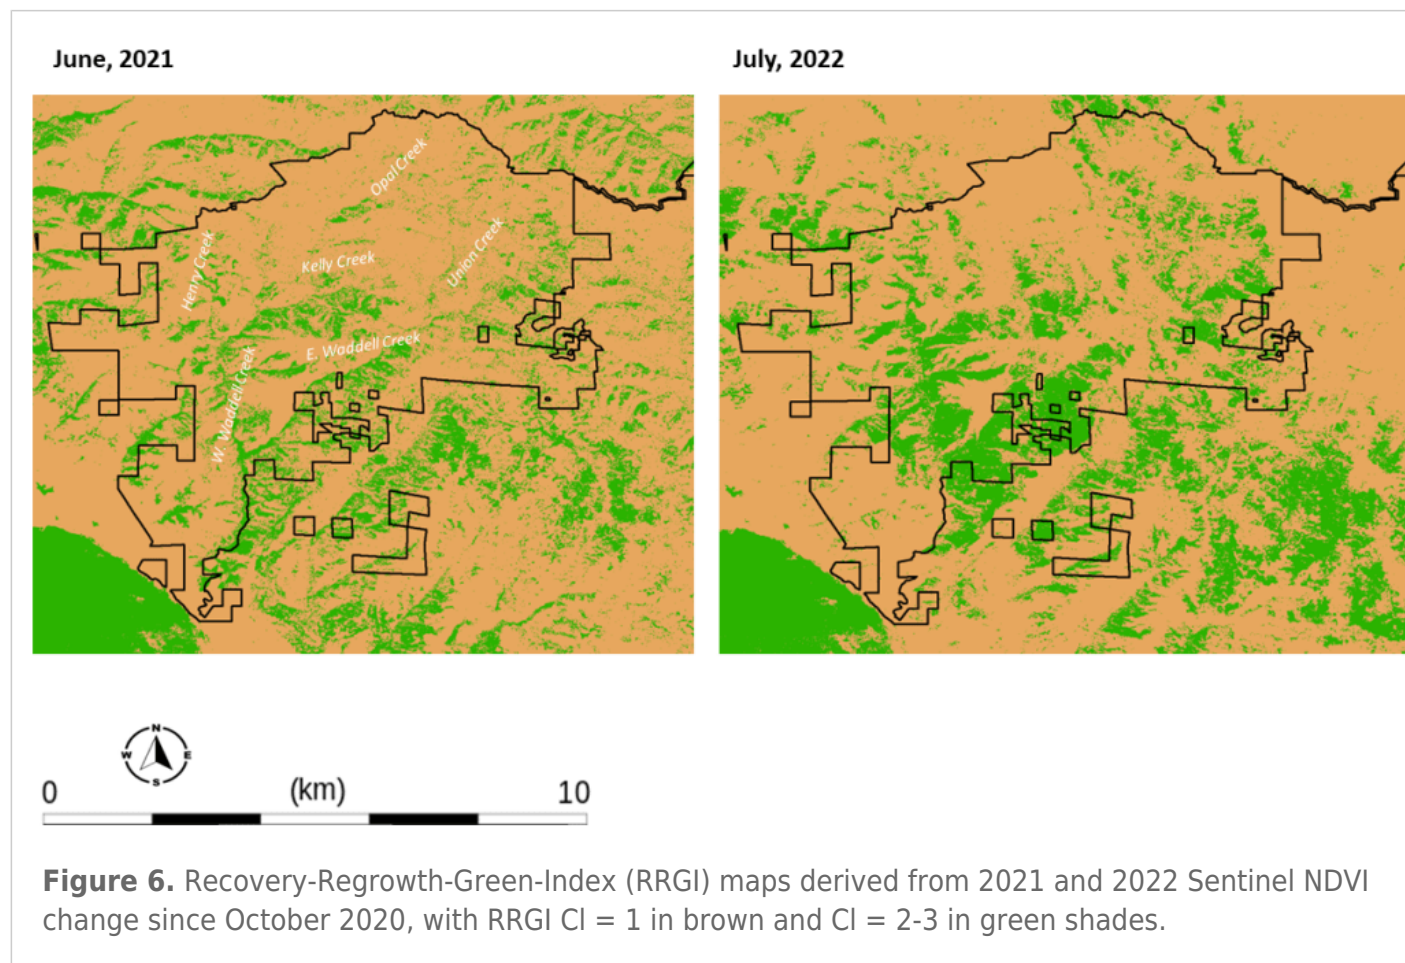 June, 2021
July, 2022
Opal Creek
Henry Creek
Kelly Creek
Union Creek
E. Waddell Creek
W. Waddell Creek
N
W E
S
0 (km) 10
Figure 6. Recovery-Regrowth-Green-Index (RRGI) maps derived from 2021 and 2022 Sentinel NDVI
change since October 2020, with RRGI Cl = 1 in brown and Cl = 2-3 in green shades.